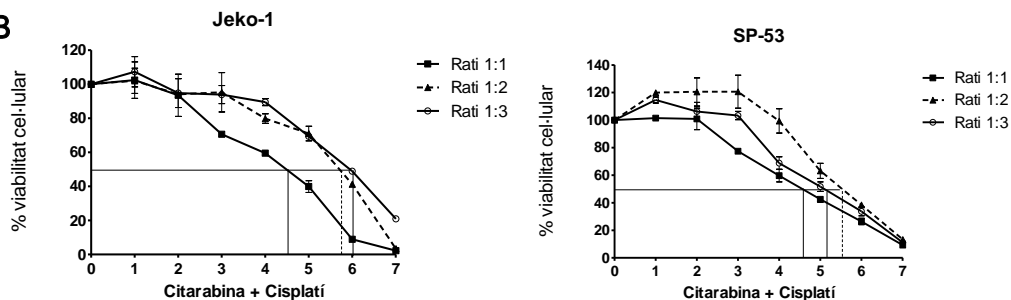 B
Jeko-1
120
100
80
60
40
20
0
0 1 2 3 4 5 6 7
% viabilitat cel·lular
Citarabina + Cisplatí
Rati 1:1
Rati 1:2
Rati 1:3
SP-53
140
120
100
80
60
40
20
0
0 1 2 3 4 5 6 7
% viabilitat cel·lular
Citarabina + Cisplatí
Rati 1:1
Rati 1:2
Rati 1:3